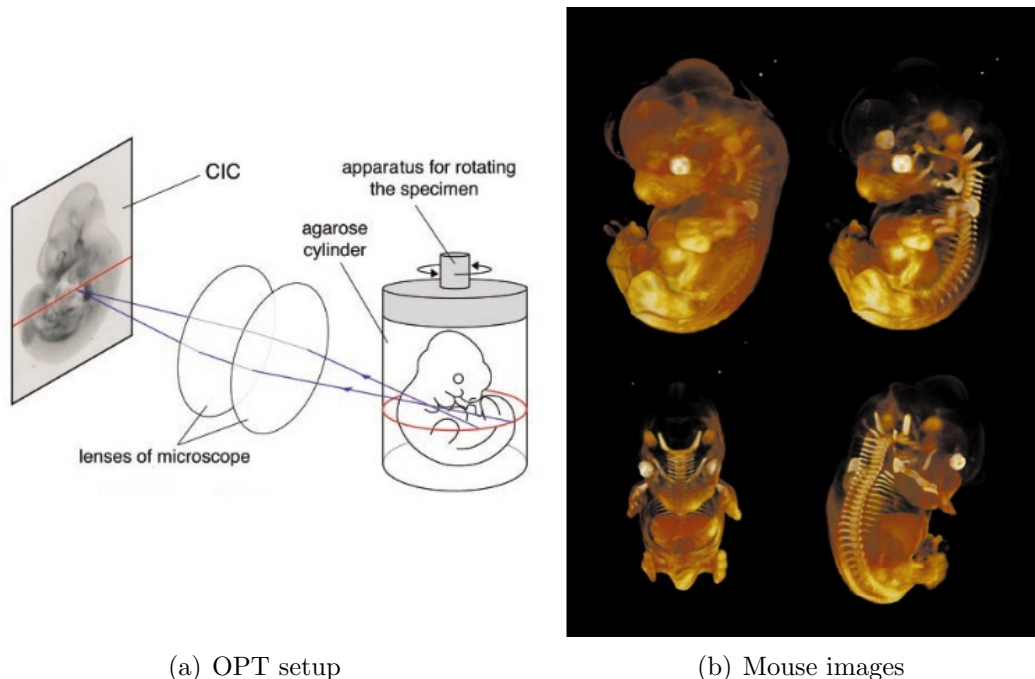 CIC
apparatus for rotating
the specimen
agarose
cylinder
lenses of microscope
(a) OPT setup
(b) Mouse images